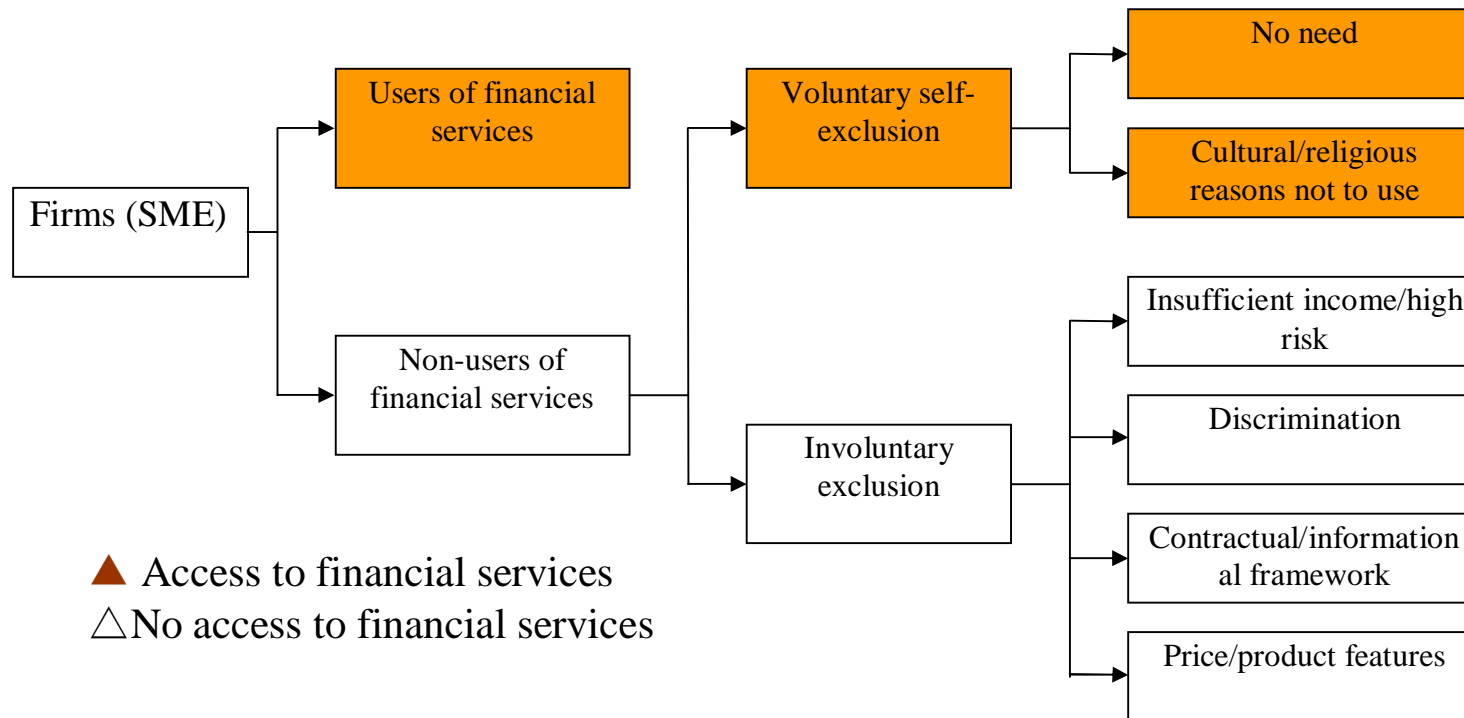 Firms (SME)
Users of financial
services
Non-users of
financial services
Voluntary self-
exclusion
Involuntary
exclusion
No need
Cultural/religious
reasons not to use
Insufficient income/high
risk
Discrimination
Contractual/information
al framework
Price/product features
Access to financial services
No access to financial services